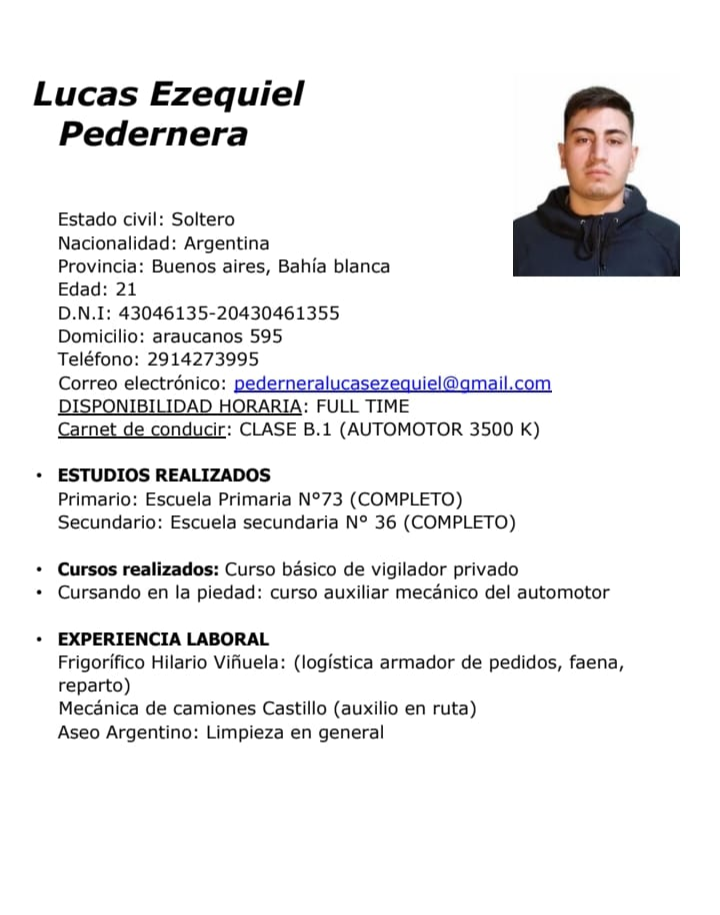 Lucas Ezequiel
Pedernera
Estado civil: Soltero
Nacionalidad: Argentina
Provincia: Buenos aires, Bahía blanca
Edad: 21
D.N.I: 43046135-20430461355
Domicilio: araucanos 595
Teléfono: 2914273995
Correo electrónico: pederneralucasezequiel@gmail.com
DISPONIBILIDAD HORARIA: FULL TIME
Carnet de conducir: CLASE B.1 (AUTOMOTOR 3500 K)
• ESTUDIOS REALIZADOS
Primario: Escuela Primaria Nº73 (COMPLETO)
Secundario: Escuela secundaria Nº 36 (COMPLETO)
• Cursos realizados: Curso básico de vigilador privado
• Cursando en la piedad: curso auxiliar mecánico del automotor
• EXPERIENCIA LABORAL
Frigorífico Hilario Viñuela: (logística armador de pedidos, faena,
reparto)
Mecánica de camiones Castillo (auxilio en ruta)
Aseo Argentino: Limpieza en general